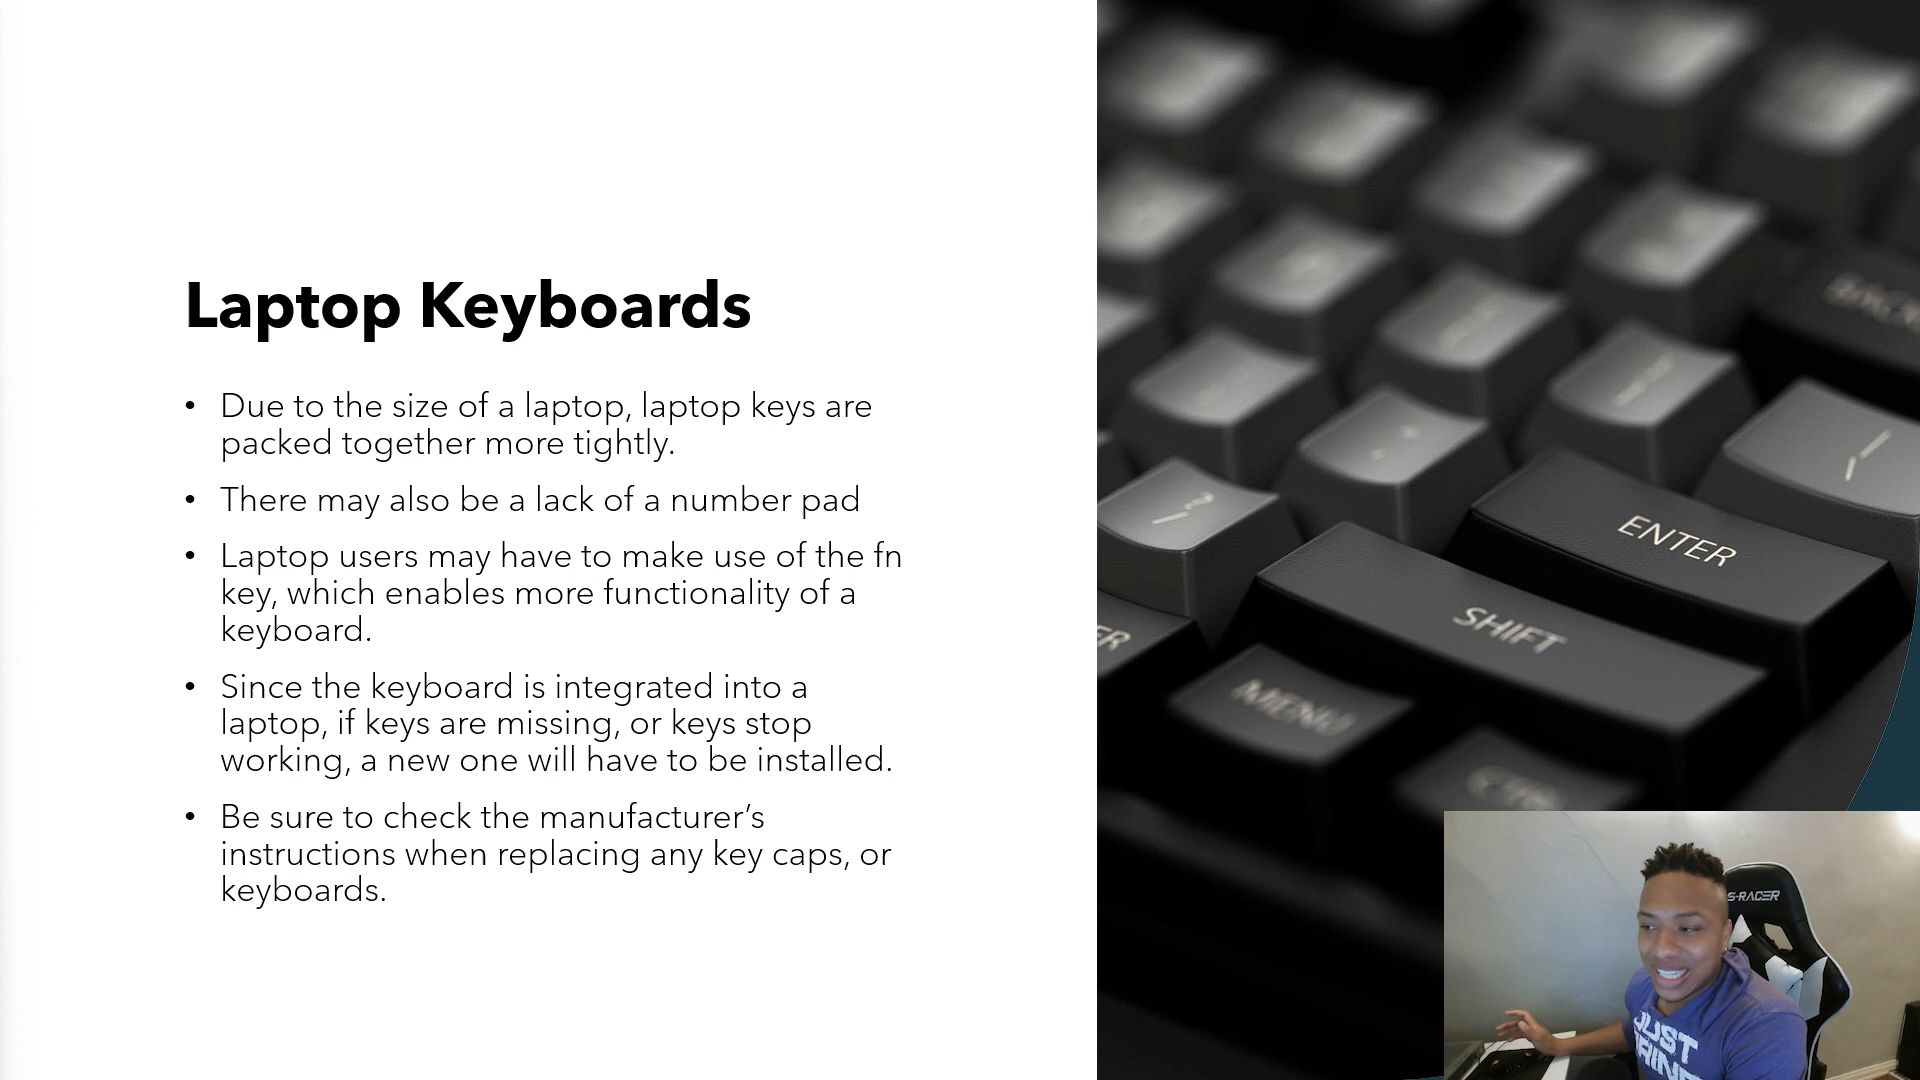 Laptop Keyboards
• Due to the size of a laptop, laptop keys are
packed together more tightly.
• There may also be a lack of a number pad
• Laptop users may have to make use of the fn
key, which enables more functionality of a
keyboard.
• Since the keyboard is integrated into a
laptop, if keys are missing, or keys stop
working, a new one will have to be installed.
• Be sure to check the manufacturer’s
instructions when replacing any key caps, or
keyboards.
ENTER
SHIFT
MENU
S-RACER
JUST